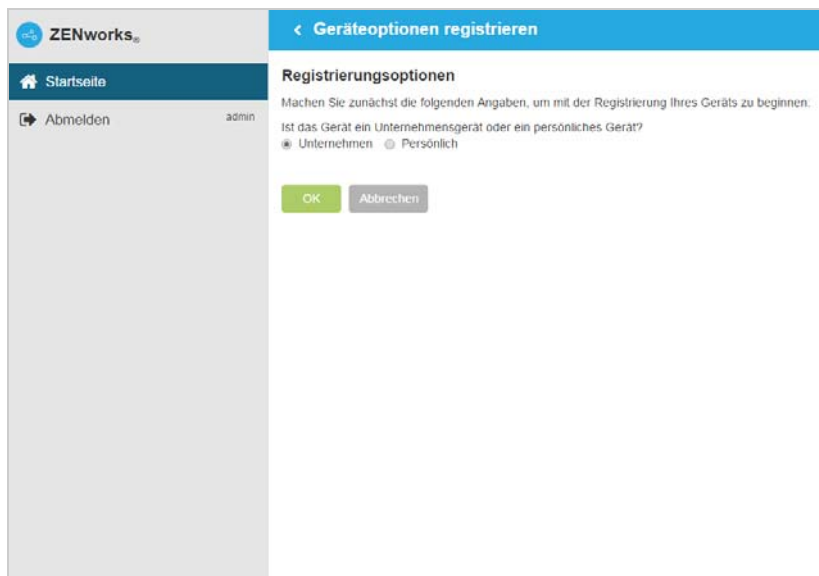 ZENworks®
Startseite
Abmelden admin
Geräteoptionen registrieren
Registrierungsoptionen
Machen Sie zunächst die folgenden Angaben, um mit der Registrierung Ihres Geräts zu beginnen.
Ist das Gerät ein Unternehmensgerät oder ein persönliches Gerät?
Unternehmen Persönlich
OK Abbrechen